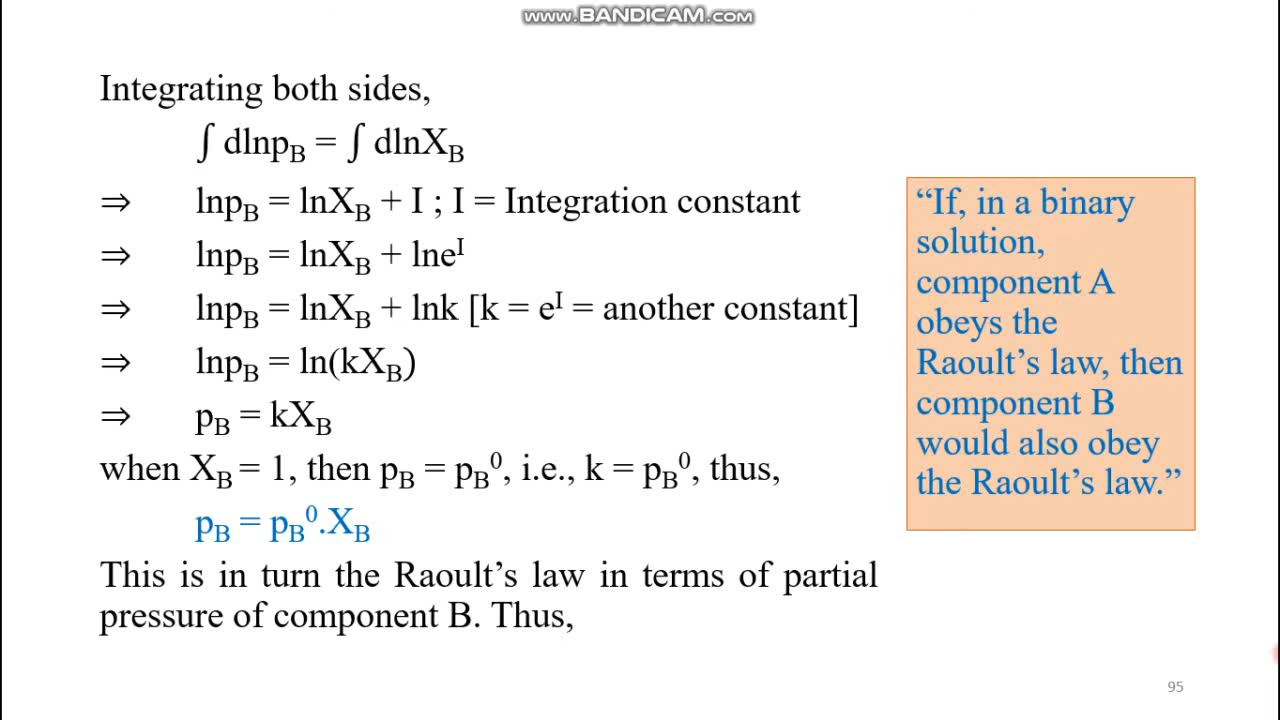 www.BANDICAM.com
Integrating both sides,
∫ dlnp_B = ∫ dlnX_B
⇒ lnp_B = lnX_B + I ; I = Integration constant
⇒ lnp_B = lnX_B + lne^I
⇒ lnp_B = lnX_B + lnk [k = e^I = another constant]
⇒ lnp_B = ln(kX_B)
⇒ p_B = kX_B
when X_B = 1, then p_B = p_B^0, i.e., k = p_B^0, thus,
p_B = p_B^0.X_B
This is in turn the Raoult’s law in terms of partial
pressure of component B. Thus,
“If, in a binary
solution,
component A
obeys the
Raoult’s law, then
component B
would also obey
the Raoult’s law.”
95